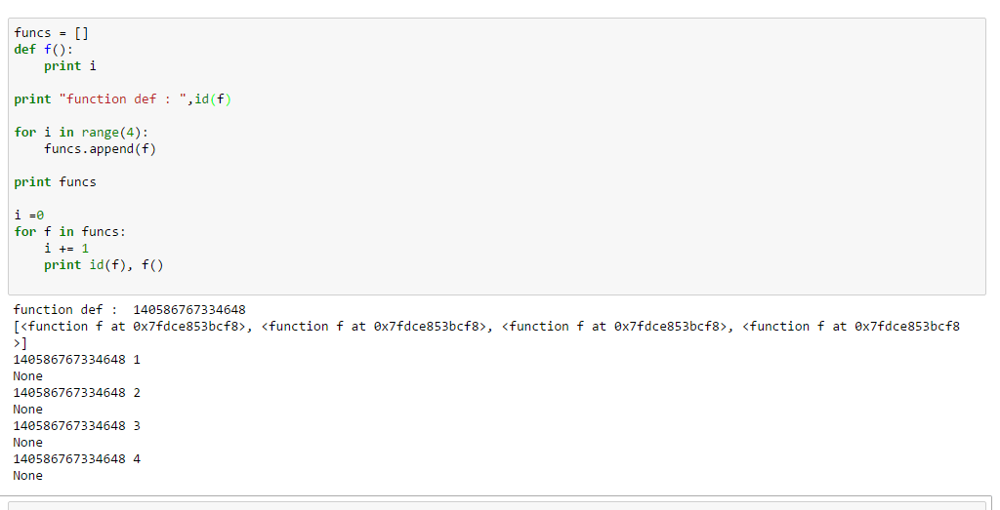 funcs = []
def f():
    print i
print "function def : ",id(f)
for i in range(4):
    funcs.append(f)
print funcs
i =0
for f in funcs:
    i += 1
    print id(f), f()
function def :  140586767334648
[<function f at 0x7fdce853bcf8>, <function f at 0x7fdce853bcf8>, <function f at 0x7fdce853bcf8>, <function f at 0x7fdce853bcf8
>]
140586767334648 1
None
140586767334648 2
None
140586767334648 3
None
140586767334648 4
None